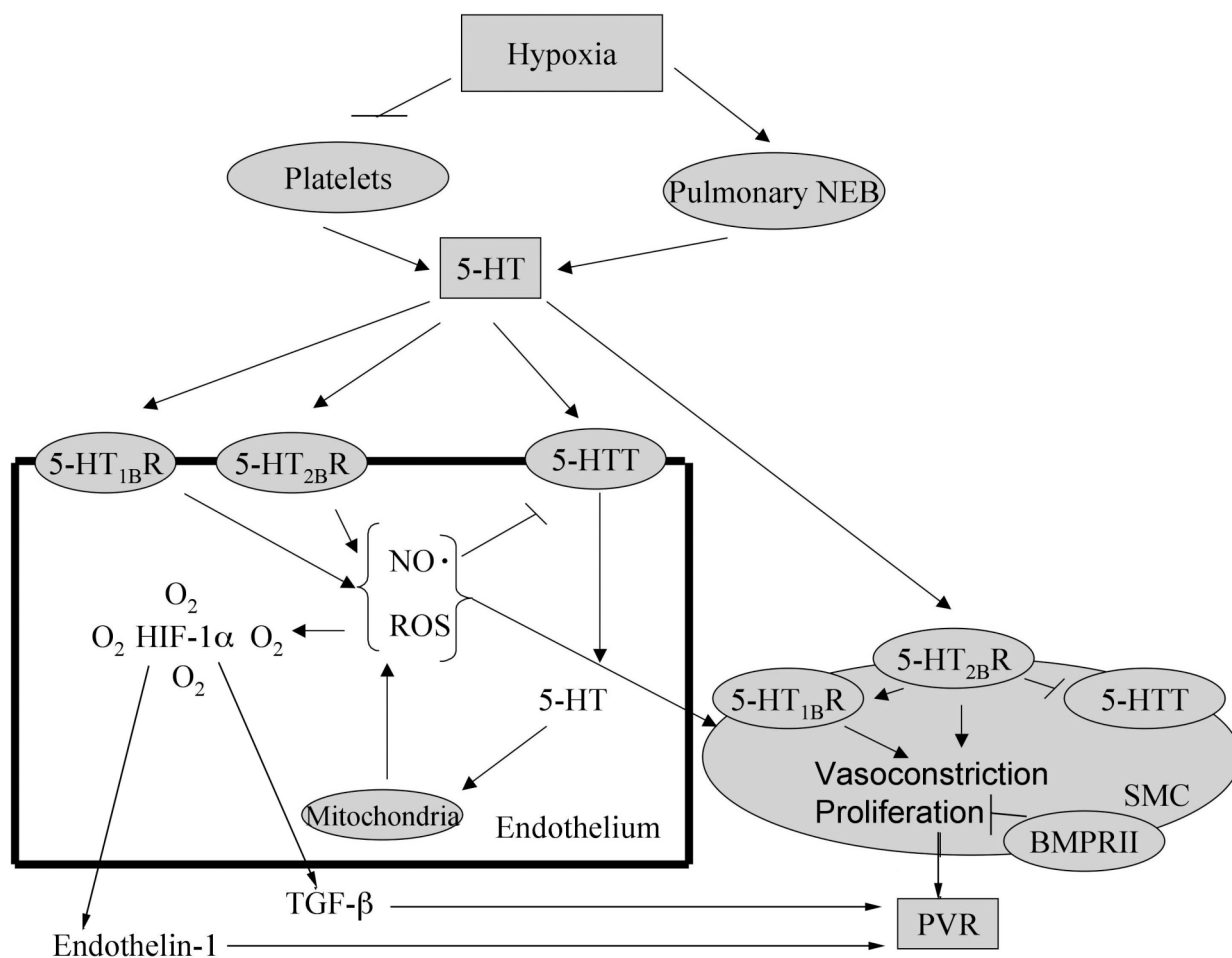 Hypoxia
Platelets
Pulmonary NEB
5-HT
5-HT1BR
5-HT2BR
5-HTT
NO·
ROS
O2
O2 HIF-1α O2
O2
5-HT
Mitochondria
Endothelium
5-HT2BR
5-HT1BR
5-HTT
Vasoconstriction
Proliferation
SMC
BMPRII
TGF-β
PVR
Endothelin-1